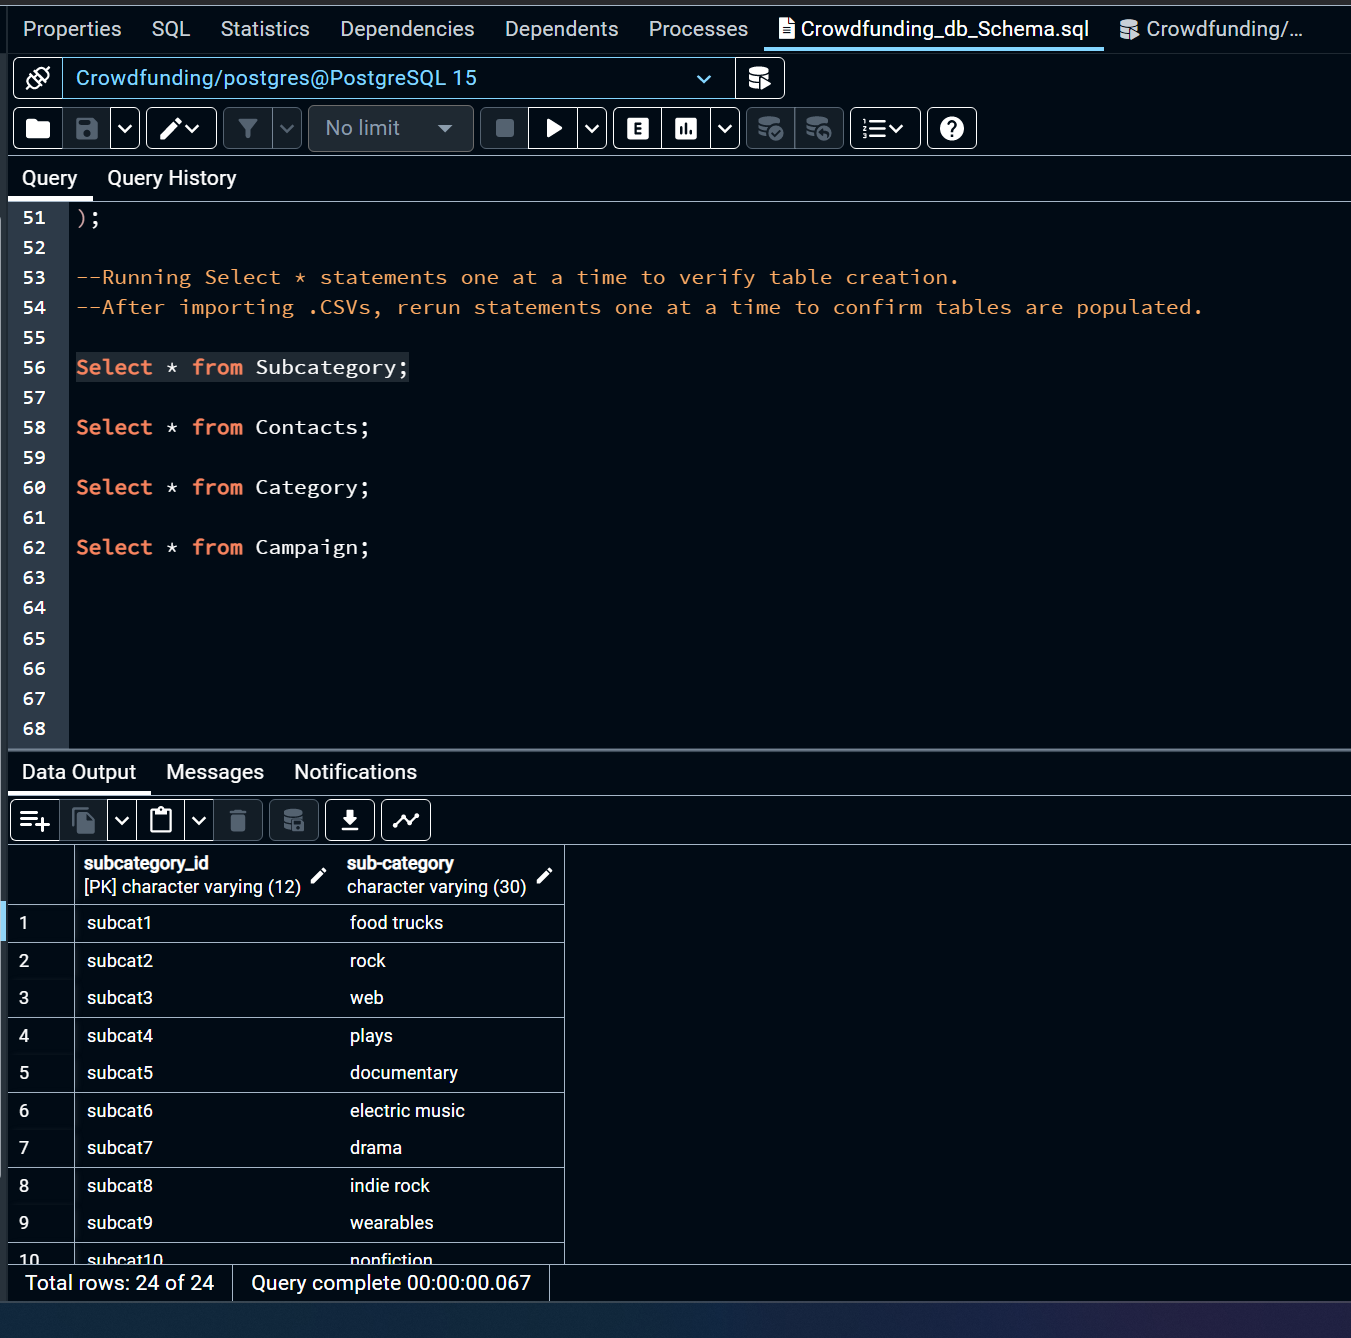 Properties SQL Statistics Dependencies Dependents Processes Crowdfunding_db_Schema.sql Crowdfunding/...
Crowdfunding/postgres@PostgreSQL 15
No limit E
Query Query History
51 );
52
53 --Running Select * statements one at a time to verify table creation.
54 --After importing .CSVs, rerun statements one at a time to confirm tables are populated.
55
56 Select * from Subcategory;
57
58 Select * from Contacts;
59
60 Select * from Category;
61
62 Select * from Campaign;
63
64
65
66
67
68
Data Output Messages Notifications
subcategory_id sub-category
[PK] character varying (12) character varying (30)
1 subcat1 food trucks
2 subcat2 rock
3 subcat3 web
4 subcat4 plays
5 subcat5 documentary
6 subcat6 electric music
7 subcat7 drama
8 subcat8 indie rock
9 subcat9 wearables
10 subcat10 nonfiction
Total rows: 24 of 24 Query complete 00:00:00.067